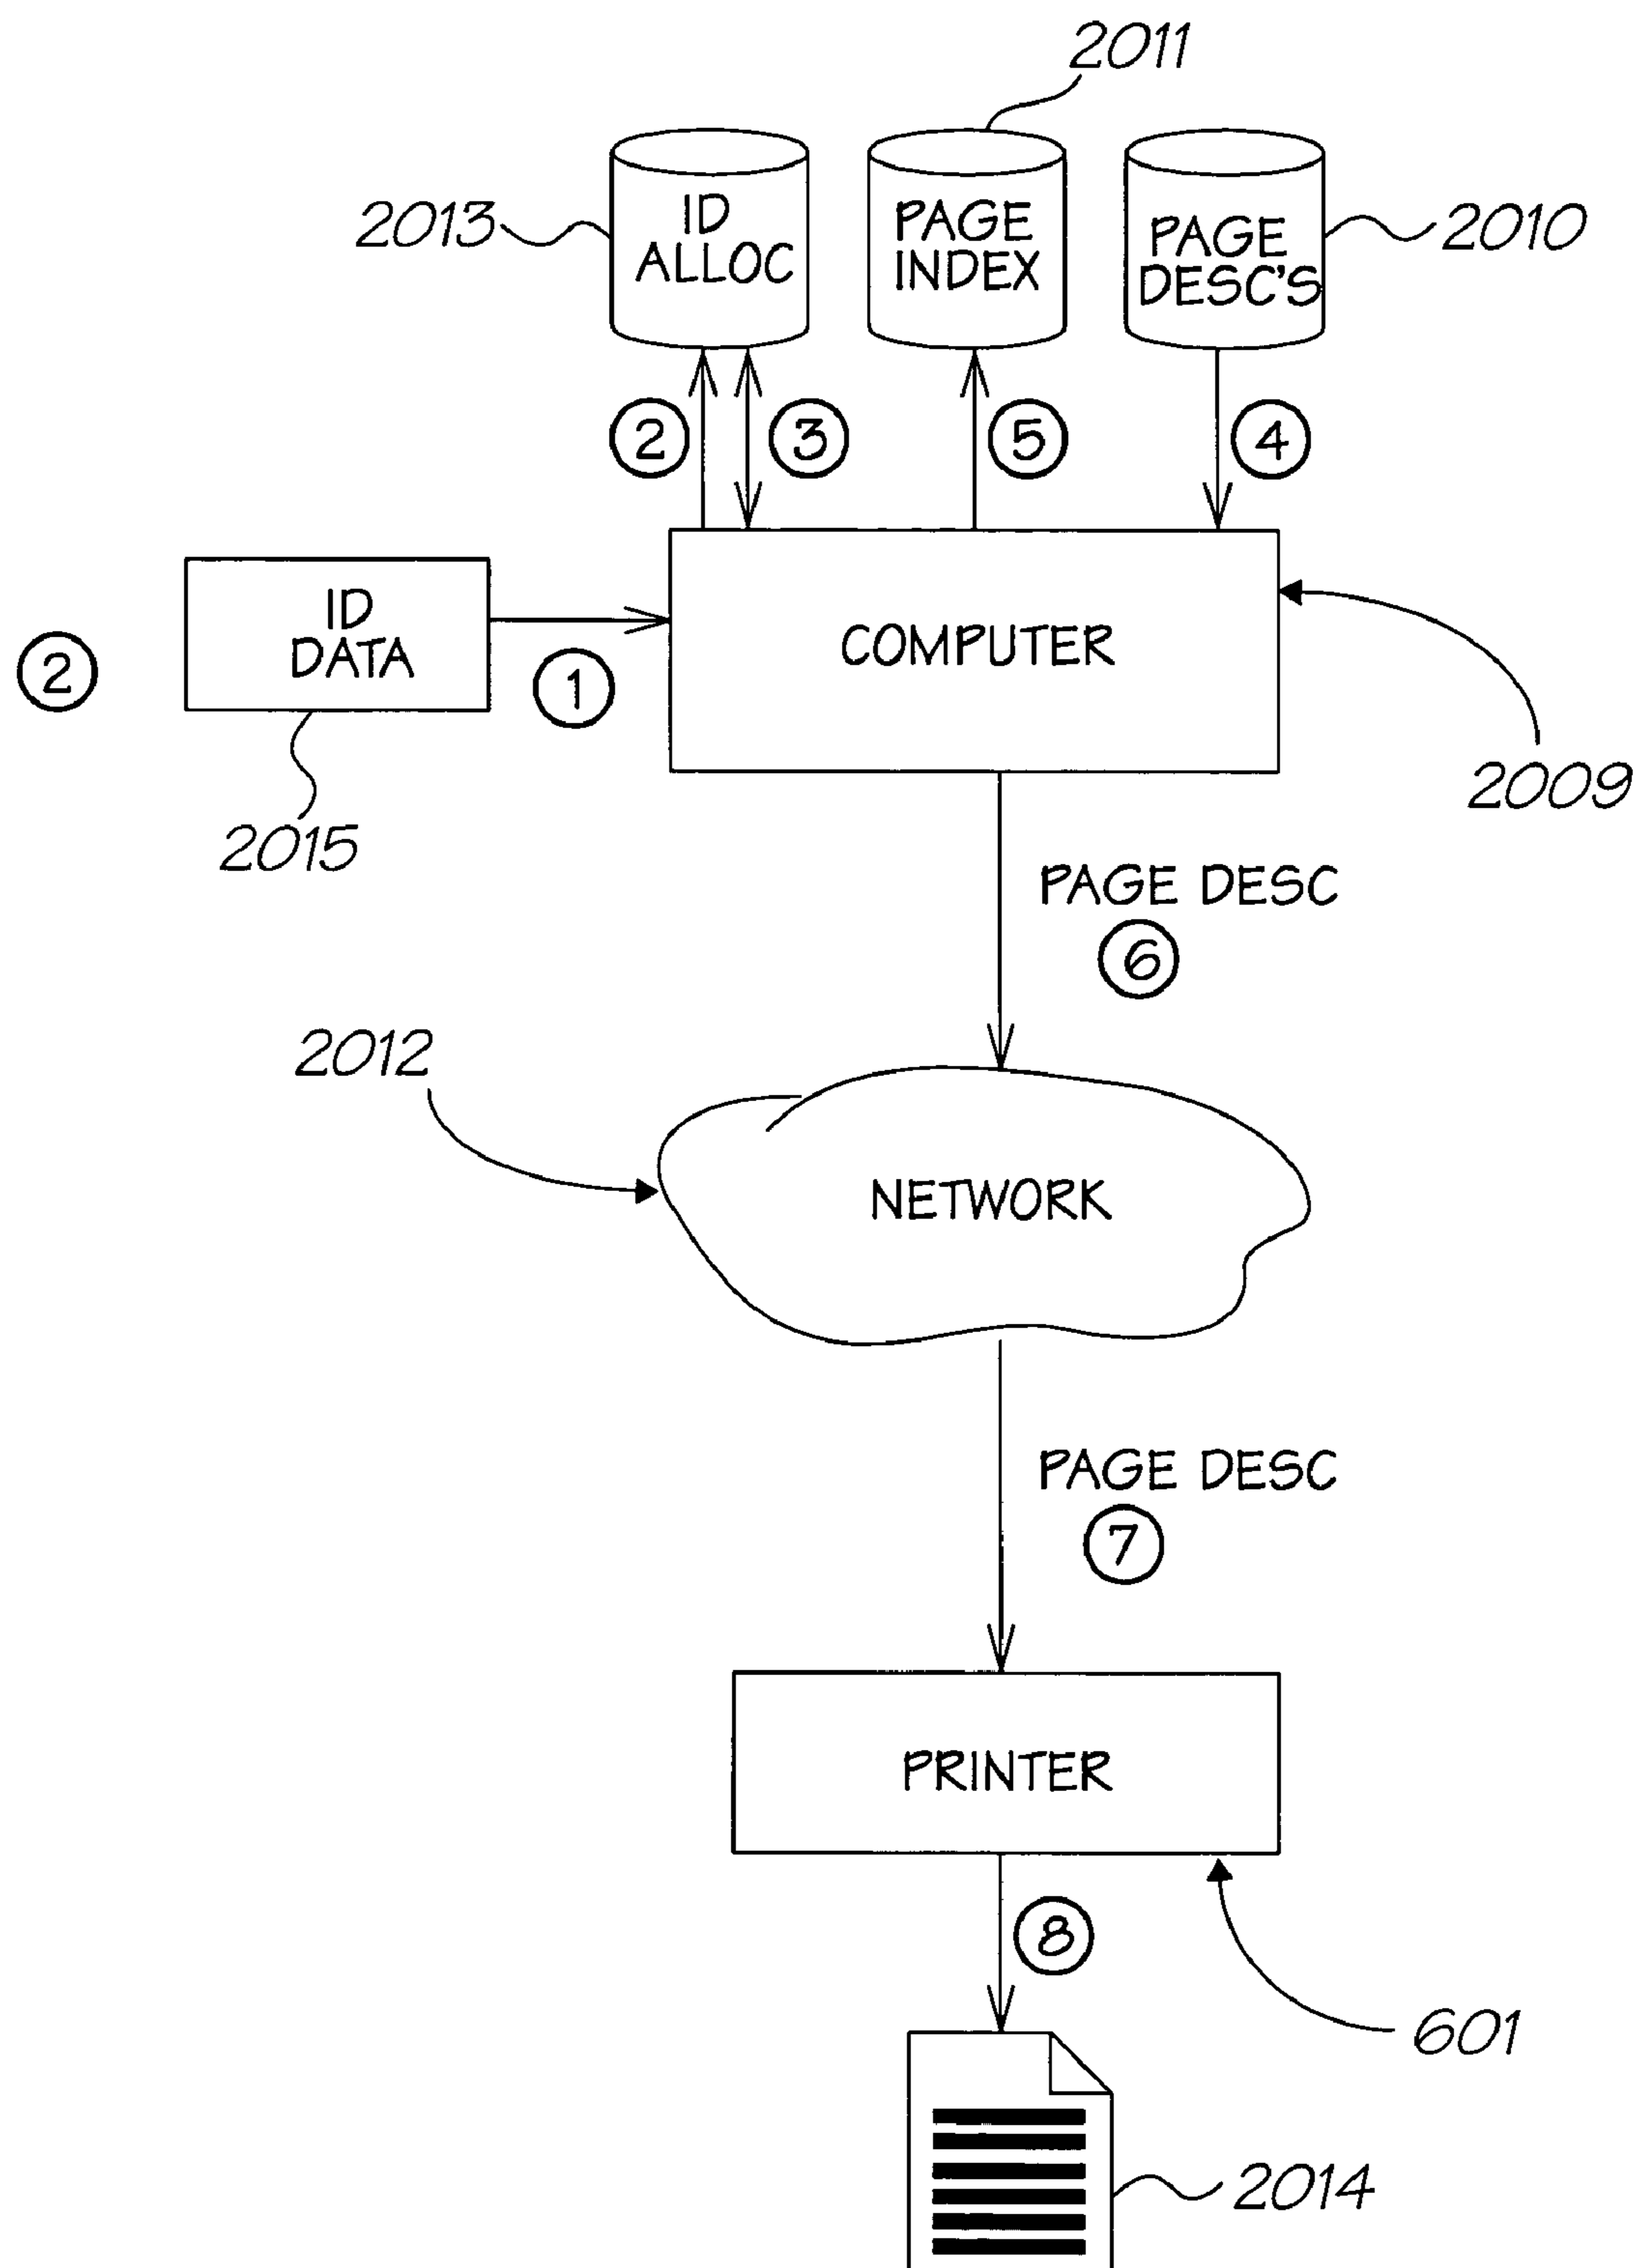 2011
2013
ID
ALLOC
PAGE
INDEX
PAGE
DESC'S
2010
2
3
5
4
ID
DATA
COMPUTER
2
1
2009
2015
PAGE DESC
6
2012
NETWORK
PAGE DESC
7
PRINTER
8
601
2014